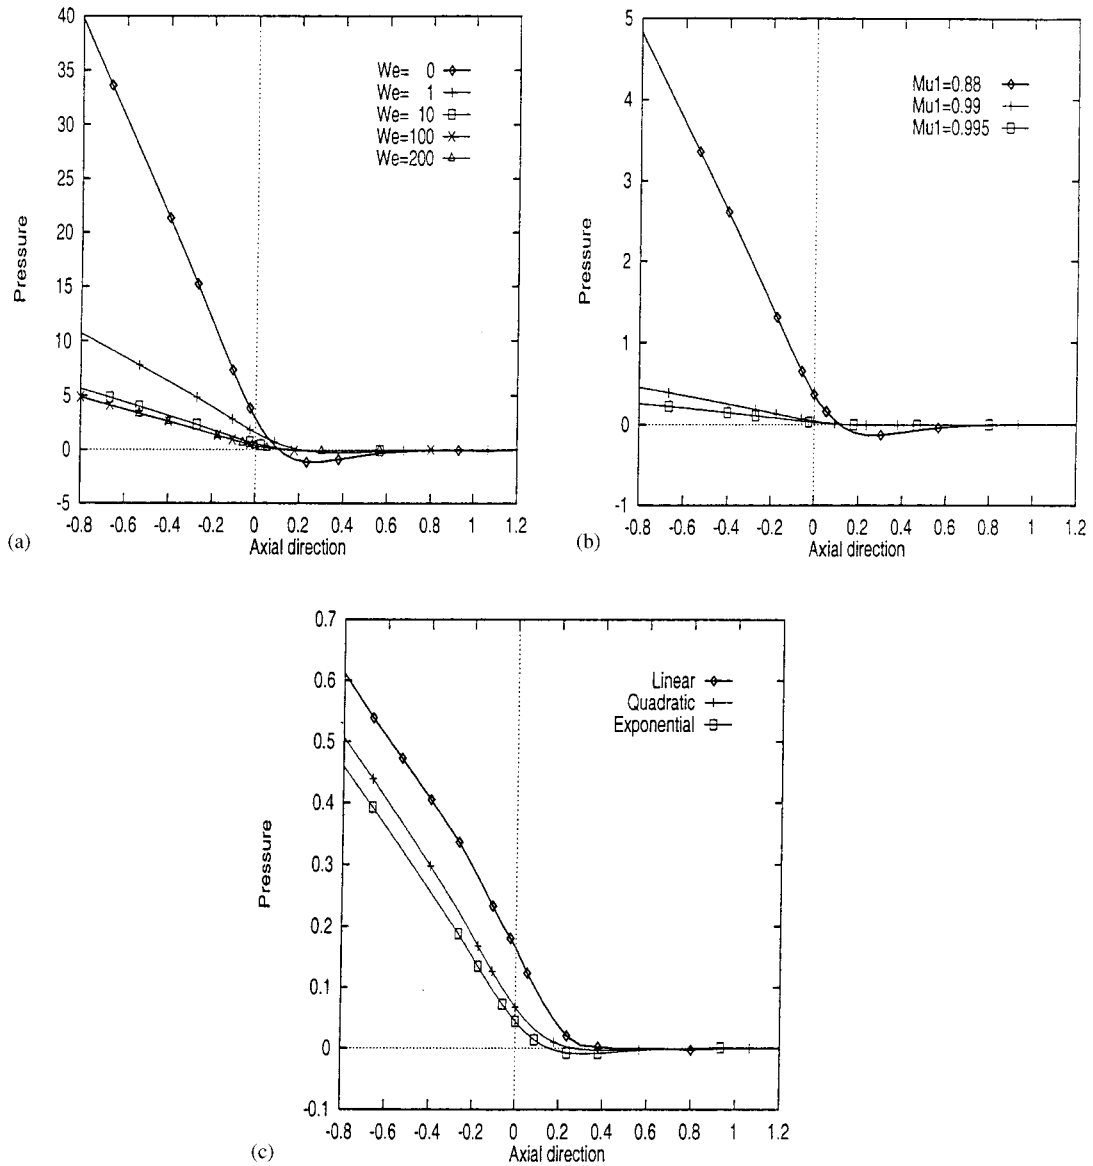 40
35
30
25
20
15
10
5
0
-5
Pressure
We= 0
We= 1
We= 10
We=100
We=200
-0.8 -0.6 -0.4 -0.2 0 0.2 0.4 0.6 0.8 1 1.2
Axial direction
(a)
5
4
3
2
1
0
-1
Pressure
Mu1=0.88
Mu1=0.99
Mu1=0.995
-0.8 -0.6 -0.4 -0.2 0 0.2 0.4 0.6 0.8 1 1.2
Axial direction
(b)
0.7
0.6
0.5
0.4
0.3
0.2
0.1
0
-0.1
Pressure
Linear
Quadratic
Exponential
-0.8 -0.6 -0.4 -0.2 0 0.2 0.4 0.6 0.8 1 1.2
Axial direction
(c)